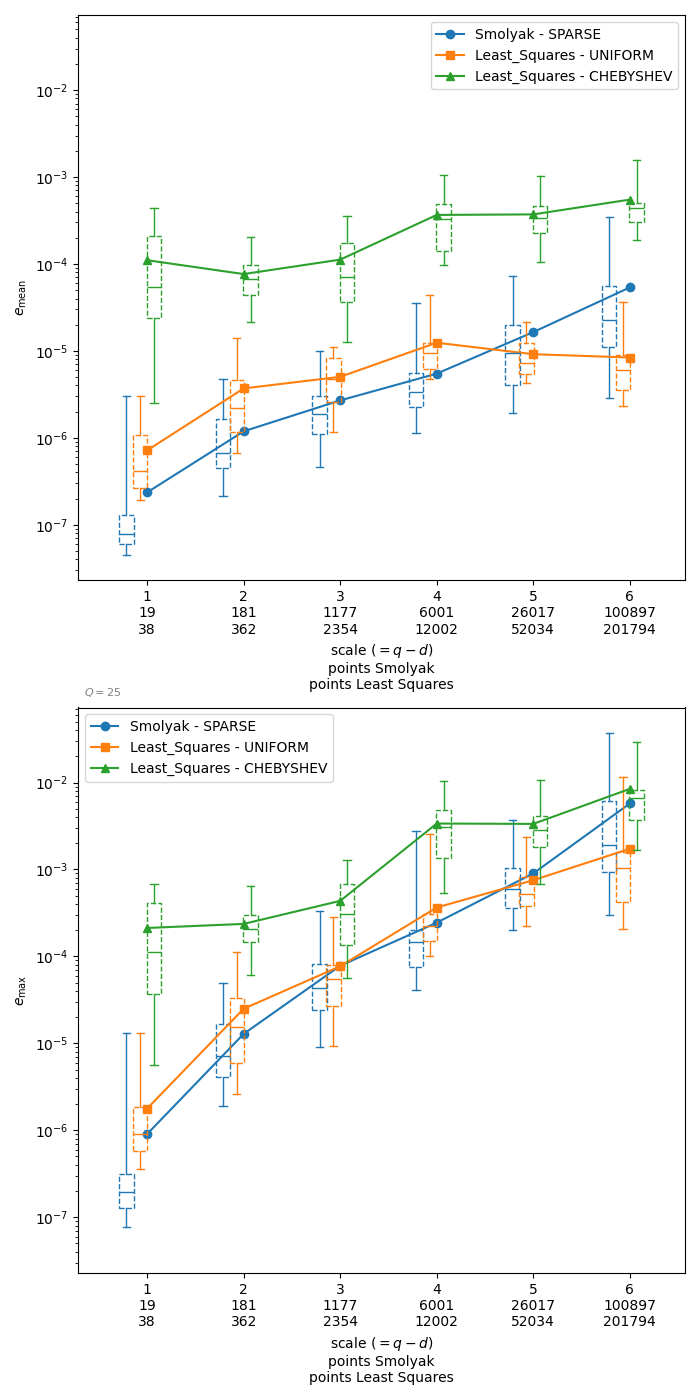 Smolyak - SPARSE
Least_Squares - UNIFORM
Least_Squares - CHEBYSHEV
10⁻²
10⁻³
10⁻⁴
10⁻⁵
10⁻⁶
10⁻⁷
e_mean
1 2 3 4 5 6
19 181 1177 6001 26017 100897
38 362 2354 12002 52034 201794
scale (= q − d)
points Smolyak
points Least Squares
Q = 25
Smolyak - SPARSE
Least_Squares - UNIFORM
Least_Squares - CHEBYSHEV
10⁻²
10⁻³
10⁻⁴
10⁻⁵
10⁻�6
10⁻⁷
e_max
1 2 3 4 5 6
19 181 1177 6001 26017 100897
38 362 2354 12002 52034 201794
scale (= q − d)
points Smolyak
points Least Squares